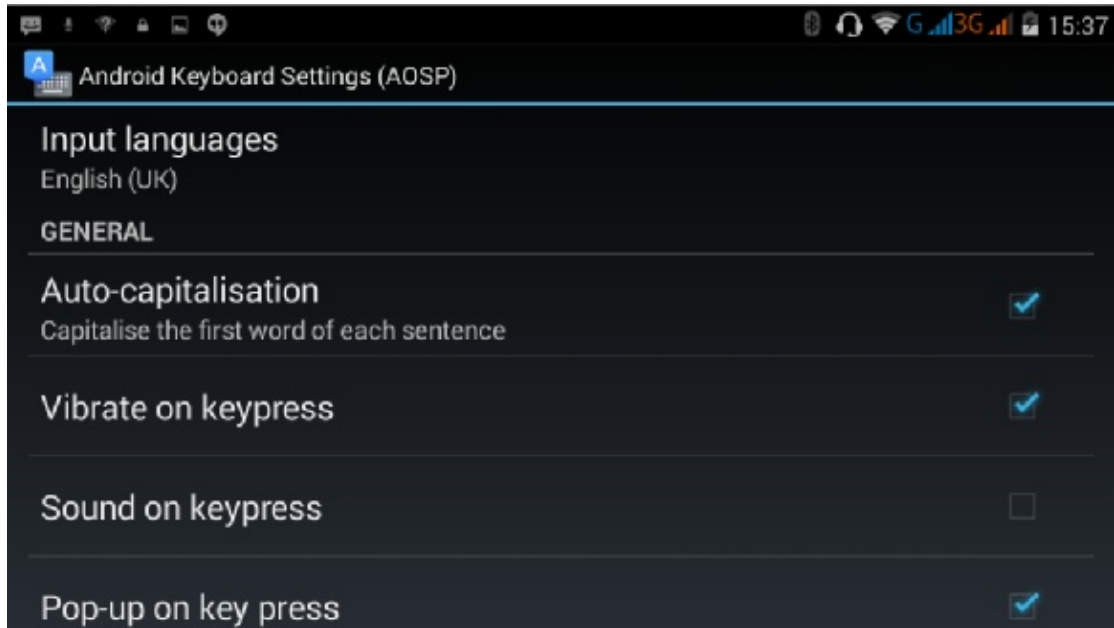 G 3G 15:37
A Android Keyboard Settings (AOSP)
Input languages
English (UK)
GENERAL
Auto-capitalisation
Capitalise the first word of each sentence
Vibrate on keypress
Sound on keypress
Pop-up on key press